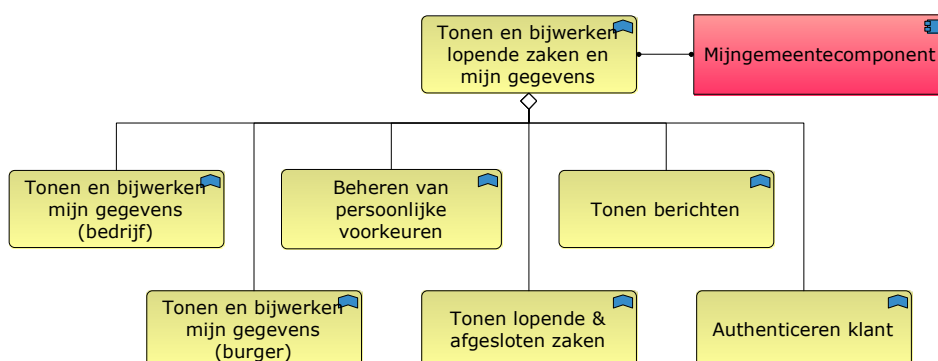 Tonen en bijwerken
lopende zaken en
mijn gegevens
Mijngemeentecomponent
Tonen en bijwerken
mijn gegevens
(bedrijf)
Beheren van
persoonlijke
voorkeuren
Tonen berichten
Tonen en bijwerken
mijn gegevens
(burger)
Tonen lopende &
afgesloten zaken
Authenticeren klant